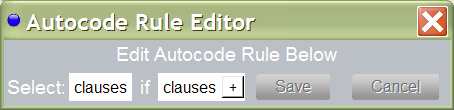 Autocode Rule Editor
Edit Autocode Rule Below
Select: clauses if clauses + Save Cancel